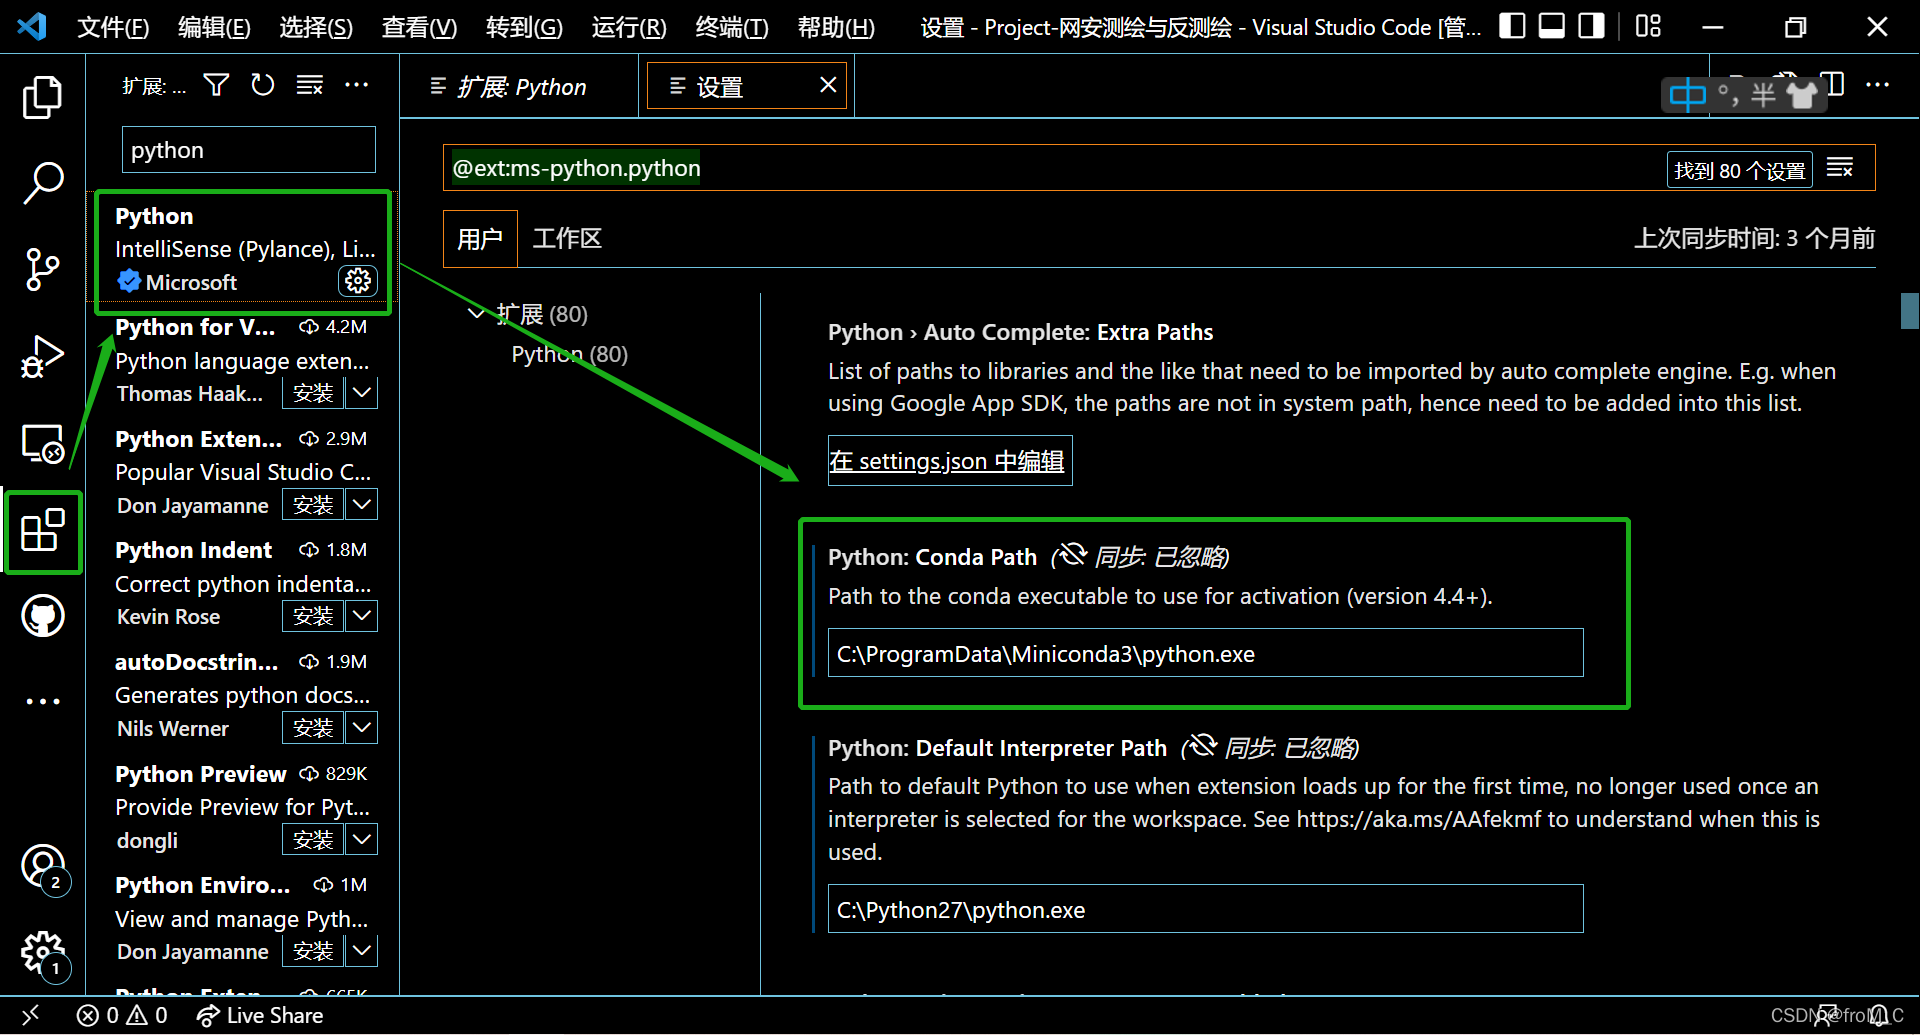 文件(F) 编辑(E) 选择(S) 查看(V) 转到(G) 运行(R) 终端(T) 帮助(H) 设置 - Project-网安测绘与反测绘 - Visual Studio Code [管...
扩展: ...
扩展: Python
设置
中 °, 半
python
@ext:ms-python.python
找到 80 个设置
用户
工作区
上次同步时间: 3 个月前
Python
IntelliSense (Pylance), Li...
Microsoft
Python for V... 4.2M
Python language exten...
Thomas Haak... 安装
Python Exten... 2.9M
Popular Visual Studio C...
Don Jayamanne 安装
Python Indent 1.8M
Correct python indenta...
Kevin Rose 安装
autoDocstrin... 1.9M
Generates python docs...
Nils Werner 安装
Python Preview 829K
Provide Preview for Pyt...
dongli 安装
Python Enviro... 1M
View and manage Pyth...
Don Jayamanne 安装
Python Exten... 665K
扩展 (80)
Python (80)
Python › Auto Complete: Extra Paths
List of paths to libraries and the like that need to be imported by auto complete engine. E.g. when
using Google App SDK, the paths are not in system path, hence need to be added into this list.
在 settings.json 中编辑
Python: Conda Path (同步: 已忽略)
Path to the conda executable to use for activation (version 4.4+).
C:\ProgramData\Miniconda3\python.exe
Python: Default Interpreter Path (同步: 已忽略)
Path to default Python to use when extension loads up for the first time, no longer used once an
interpreter is selected for the workspace. See https://aka.ms/AAfekmf to understand when this is
used.
C:\Python27\python.exe
2
1
0 0 Live Share
CSDN @froM_C